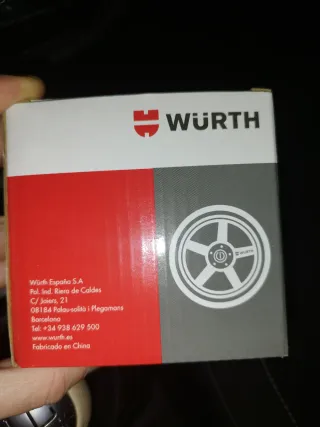 WÜRTH
Würth España S.A
Pol. Ind. Riera de Caldes
C/ Joiers, 21
08184 Palau-solità i Plegamans
Barcelona
Tel: +34 938 629 500
www.wurth.es
Fabricado en China
WÜRTH